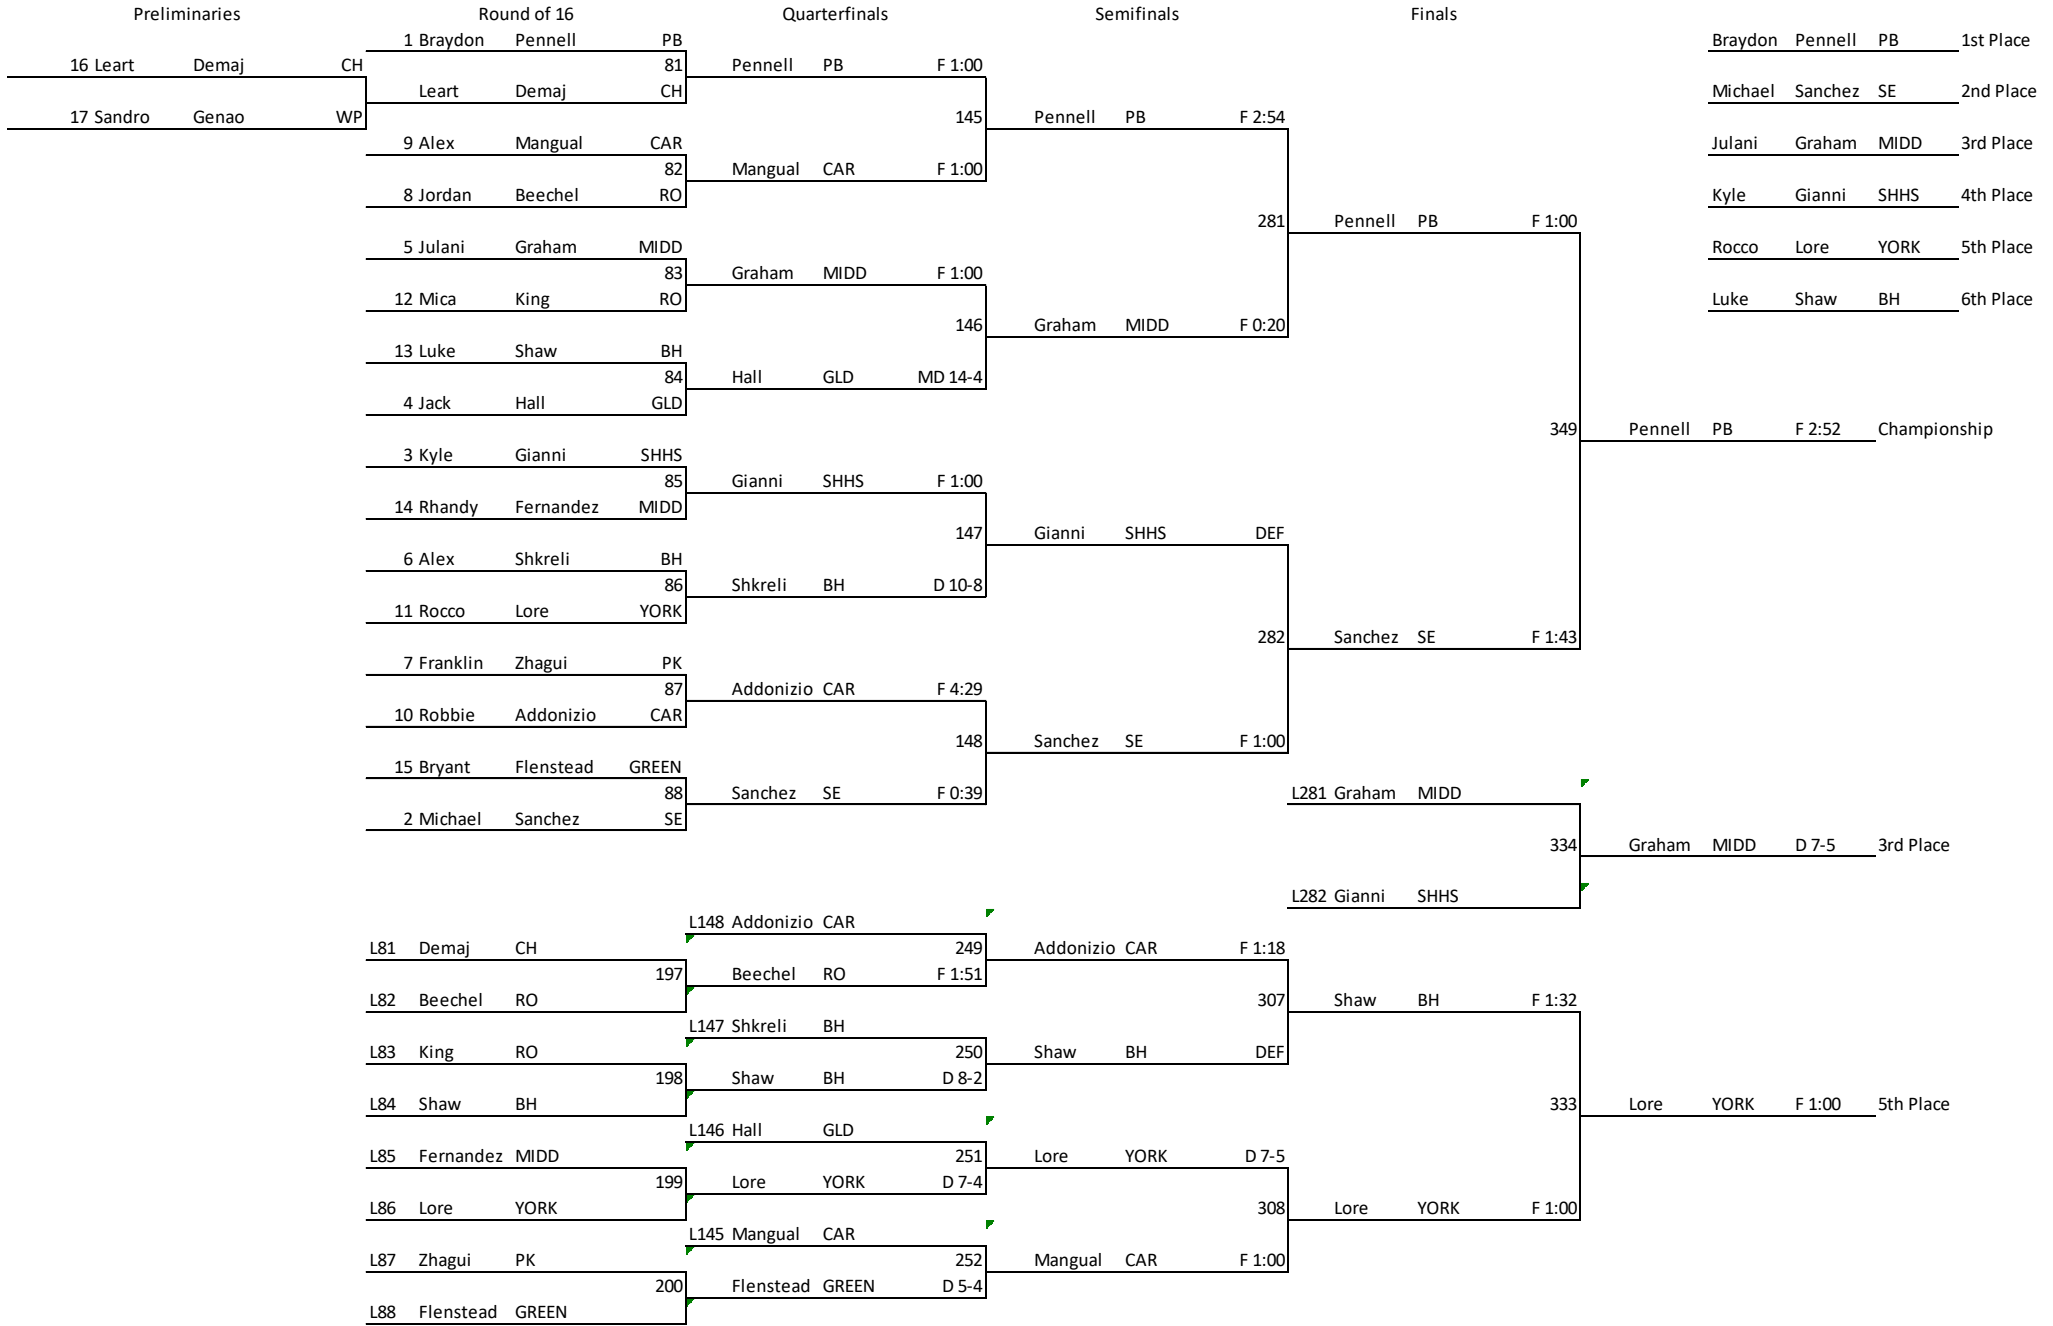 Preliminaries Round of 16 Quarterfinals Semifinals Finals
1 Braydon Pennell PB Braydon Pennell PB 1st Place
16 Leart Demaj CH 81 Pennell PB F 1:00
Leart Demaj CH Michael Sanchez SE 2nd Place
17 Sandro Genao WP 145 Pennell PB F 2:54
9 Alex Mangual CAR Julani Graham MIDD 3rd Place
82 Mangual CAR F 1:00
8 Jordan Beechel RO Kyle Gianni SHHS 4th Place
281 Pennell PB F 1:00
5 Julani Graham MIDD Rocco Lore YORK 5th Place
83 Graham MIDD F 1:00
12 Mica King RO Luke Shaw BH 6th Place
146 Graham MIDD F 0:20
13 Luke Shaw BH
84 Hall GLD MD 14-4
4 Jack Hall GLD
349 Pennell PB F 2:52 Championship
3 Kyle Gianni SHHS
85 Gianni SHHS F 1:00
14 Rhandy Fernandez MIDD
147 Gianni SHHS DEF
6 Alex Shkreli BH
86 Shkreli BH D 10-8
11 Rocco Lore YORK
282 Sanchez SE F 1:43
7 Franklin Zhagui PK
87 Addonizio CAR F 4:29
10 Robbie Addonizio CAR
148 Sanchez SE F 1:00
15 Bryant Flenstead GREEN
88 Sanchez SE F 0:39 L281 Graham MIDD
2 Michael Sanchez SE
334 Graham MIDD D 7-5 3rd Place
L282 Gianni SHHS
L148 Addonizio CAR
L81 Demaj CH 249 Addonizio CAR F 1:18
197 Beechel RO F 1:51
L82 Beechel RO 307 Shaw BH F 1:32
L147 Shkreli BH
L83 King RO 250 Shaw BH DEF
198 Shaw BH D 8-2
L84 Shaw BH 333 Lore YORK F 1:00 5th Place
L146 Hall GLD
L85 Fernandez MIDD 251 Lore YORK D 7-5
199 Lore YORK D 7-4
L86 Lore YORK 308 Lore YORK F 1:00
L145 Mangual CAR
L87 Zhagui PK 252 Mangual CAR F 1:00
200 Flenstead GREEN D 5-4
L88 Flenstead GREEN